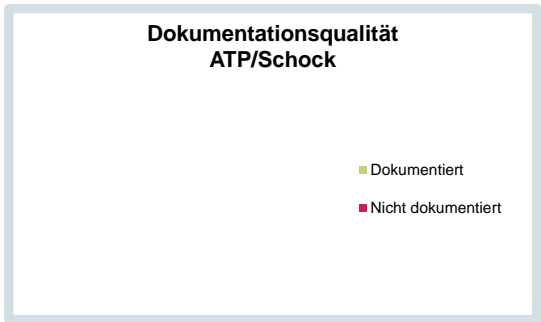 Dokumentationsqualität
ATP/Schock
Dokumentiert
Nicht dokumentiert